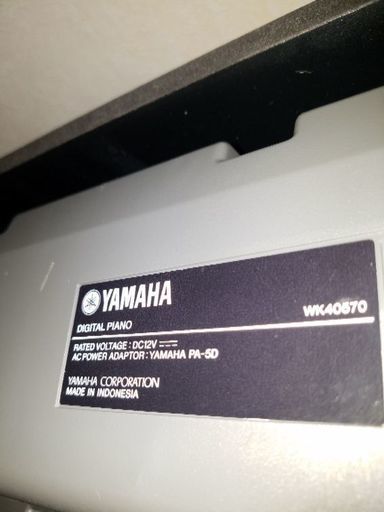 YAMAHA
WK40570
DIGITAL PIANO
RATED VOLTAGE : DC12V ⎓
AC POWER ADAPTOR : YAMAHA PA-5D
YAMAHA CORPORATION
MADE IN INDONESIA